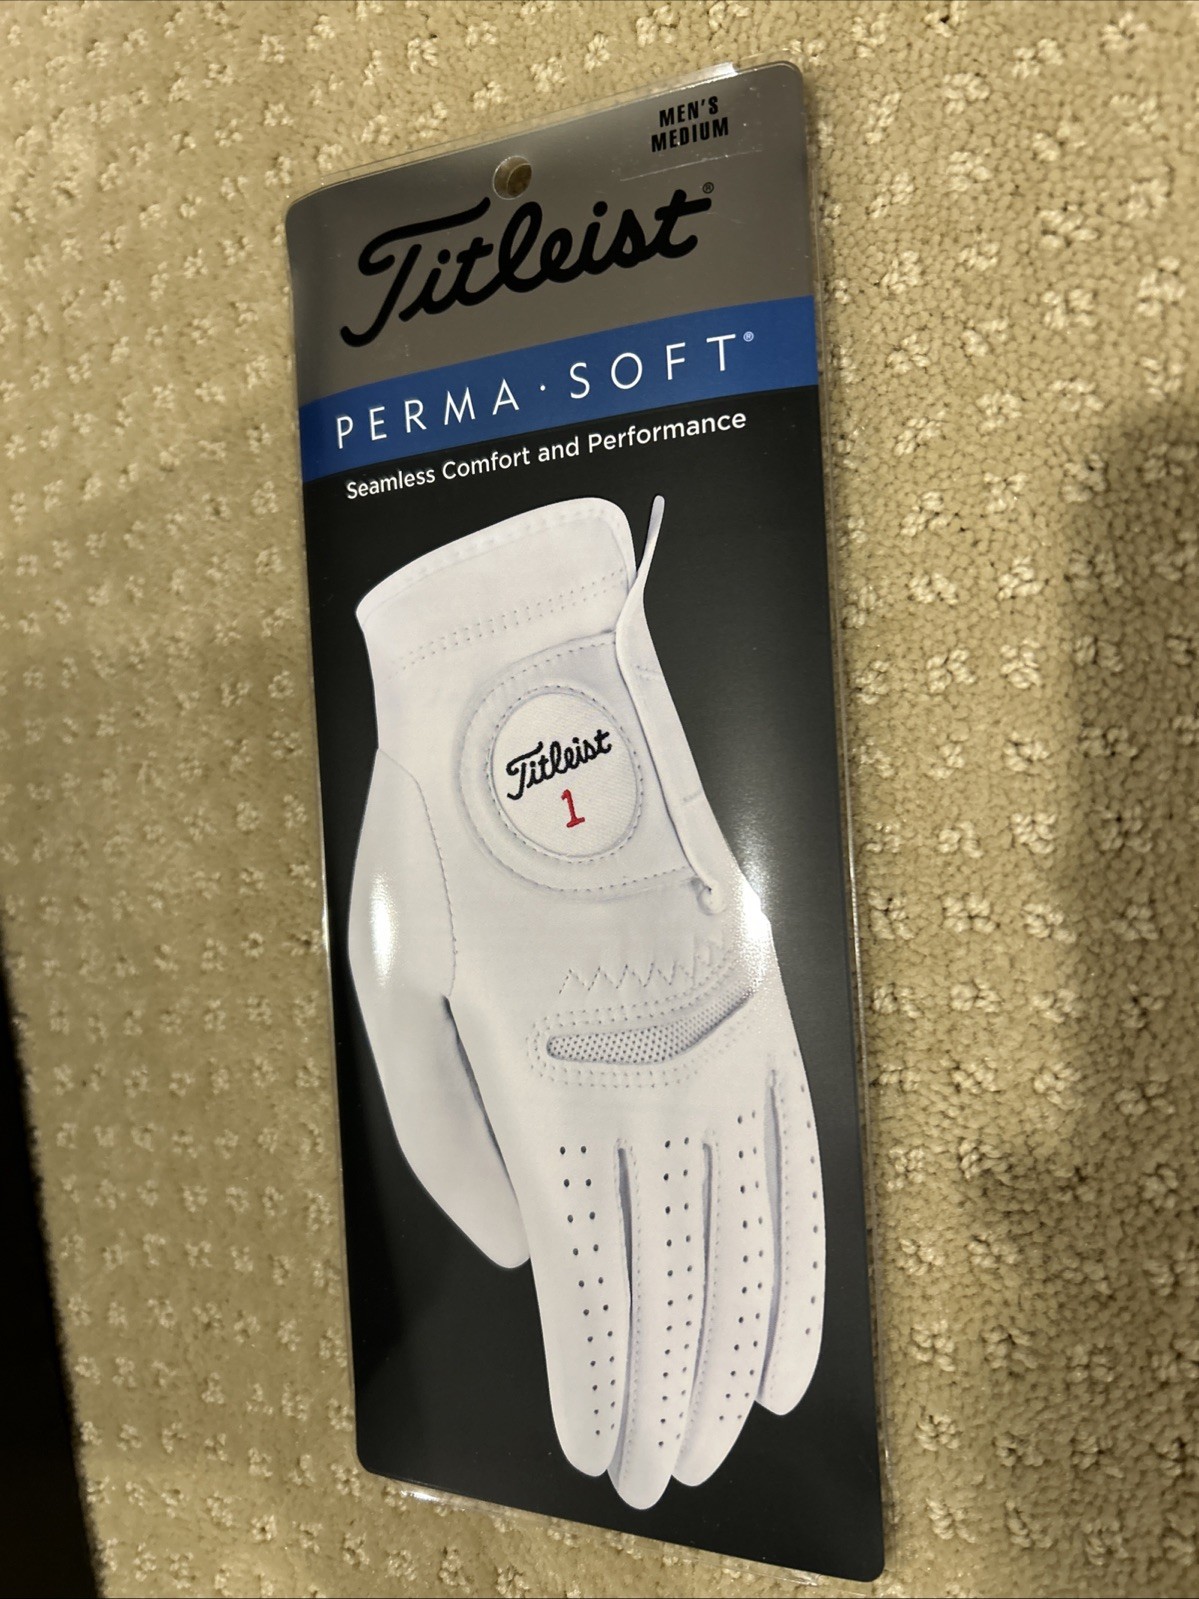 MEN'S
MEDIUM
Titleist®
PERMA·SOFT®
Seamless Comfort and Performance
Titleist
1